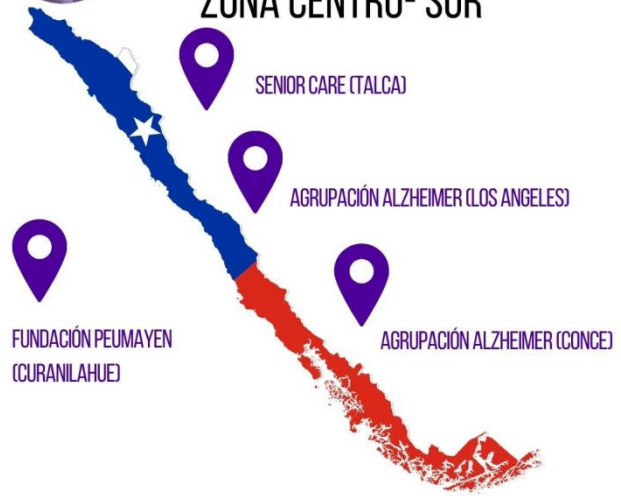 ZONA CENTRO- SUR
SENIOR CARE (TALCA)
AGRUPACIÓN ALZHEIMER (LOS ANGELES)
FUNDACIÓN PEUMAYEN
(CURANILAHUE)
AGRUPACIÓN ALZHEIMER (CONCE)